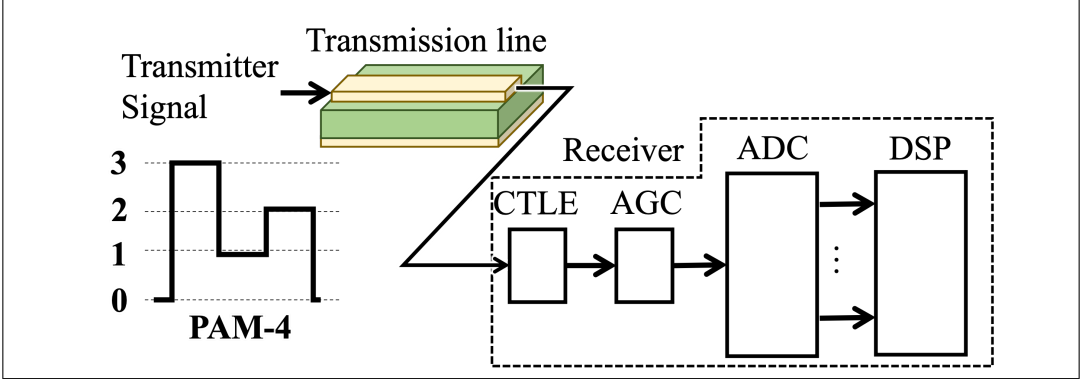 Transmission line
Transmitter
Signal
Receiver
ADC
DSP
CTLE
AGC
3
2
1
0
PAM-4